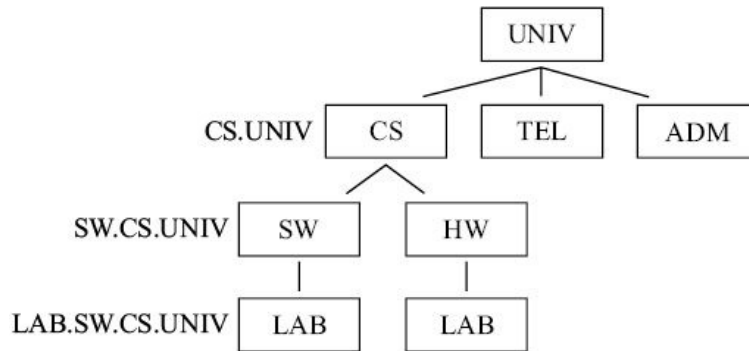 UNIV
CS.UNIV CS TEL ADM
SW.CS.UNIV SW HW
LAB.SW.CS.UNIV LAB LAB